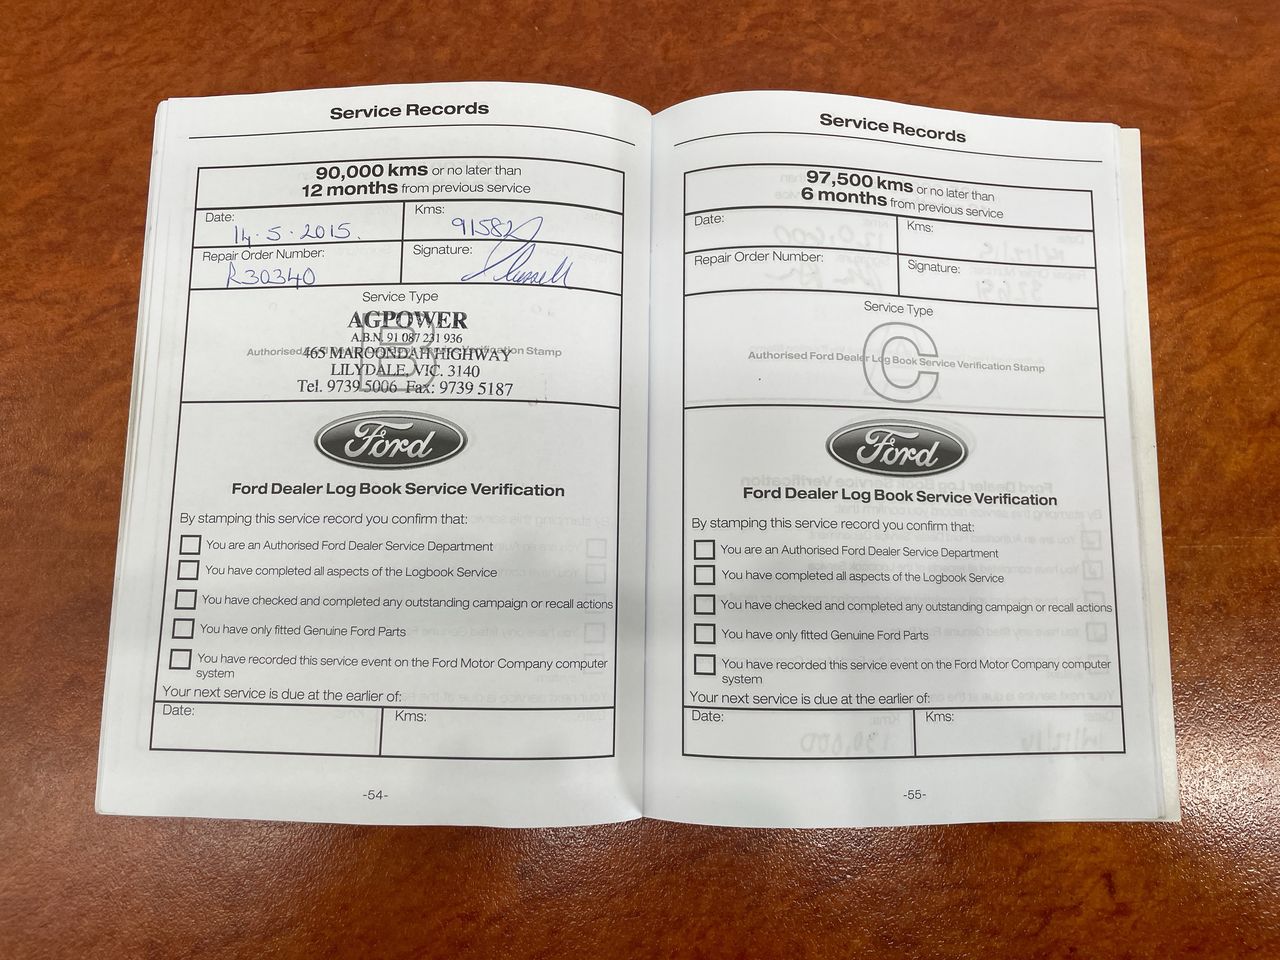 Service Records
90,000 kms or no later than
12 months from previous service
Date:
14.5.2015.
Kms:
91582
Repair Order Number:
R30340
Signature:
Service Type
AGPOWER
A.B.N. 91 087 231 936
B
Authorised Ford Dealer Log Book Service Verification Stamp
465 MAROONDAH HIGHWAY
LILYDALE, VIC. 3140
Tel. 9739 5006 Fax: 9739 5187
Ford
Ford Dealer Log Book Service Verification
By stamping this service record you confirm that:
You are an Authorised Ford Dealer Service Department
You have completed all aspects of the Logbook Service
You have checked and completed any outstanding campaign or recall actions
You have only fitted Genuine Ford Parts
You have recorded this service event on the Ford Motor Company computer
system
Your next service is due at the earlier of:
Date:
Kms:
-54-
Service Records
97,500 kms or no later than
6 months from previous service
Date:
Kms:
Repair Order Number:
Signature:
Service Type
C
Authorised Ford Dealer Log Book Service Verification Stamp
Ford
Ford Dealer Log Book Service Verification
By stamping this service record you confirm that:
You are an Authorised Ford Dealer Service Department
You have completed all aspects of the Logbook Service
You have checked and completed any outstanding campaign or recall actions
You have only fitted Genuine Ford Parts
You have recorded this service event on the Ford Motor Company computer
system
Your next service is due at the earlier of:
Date:
Kms:
-55-